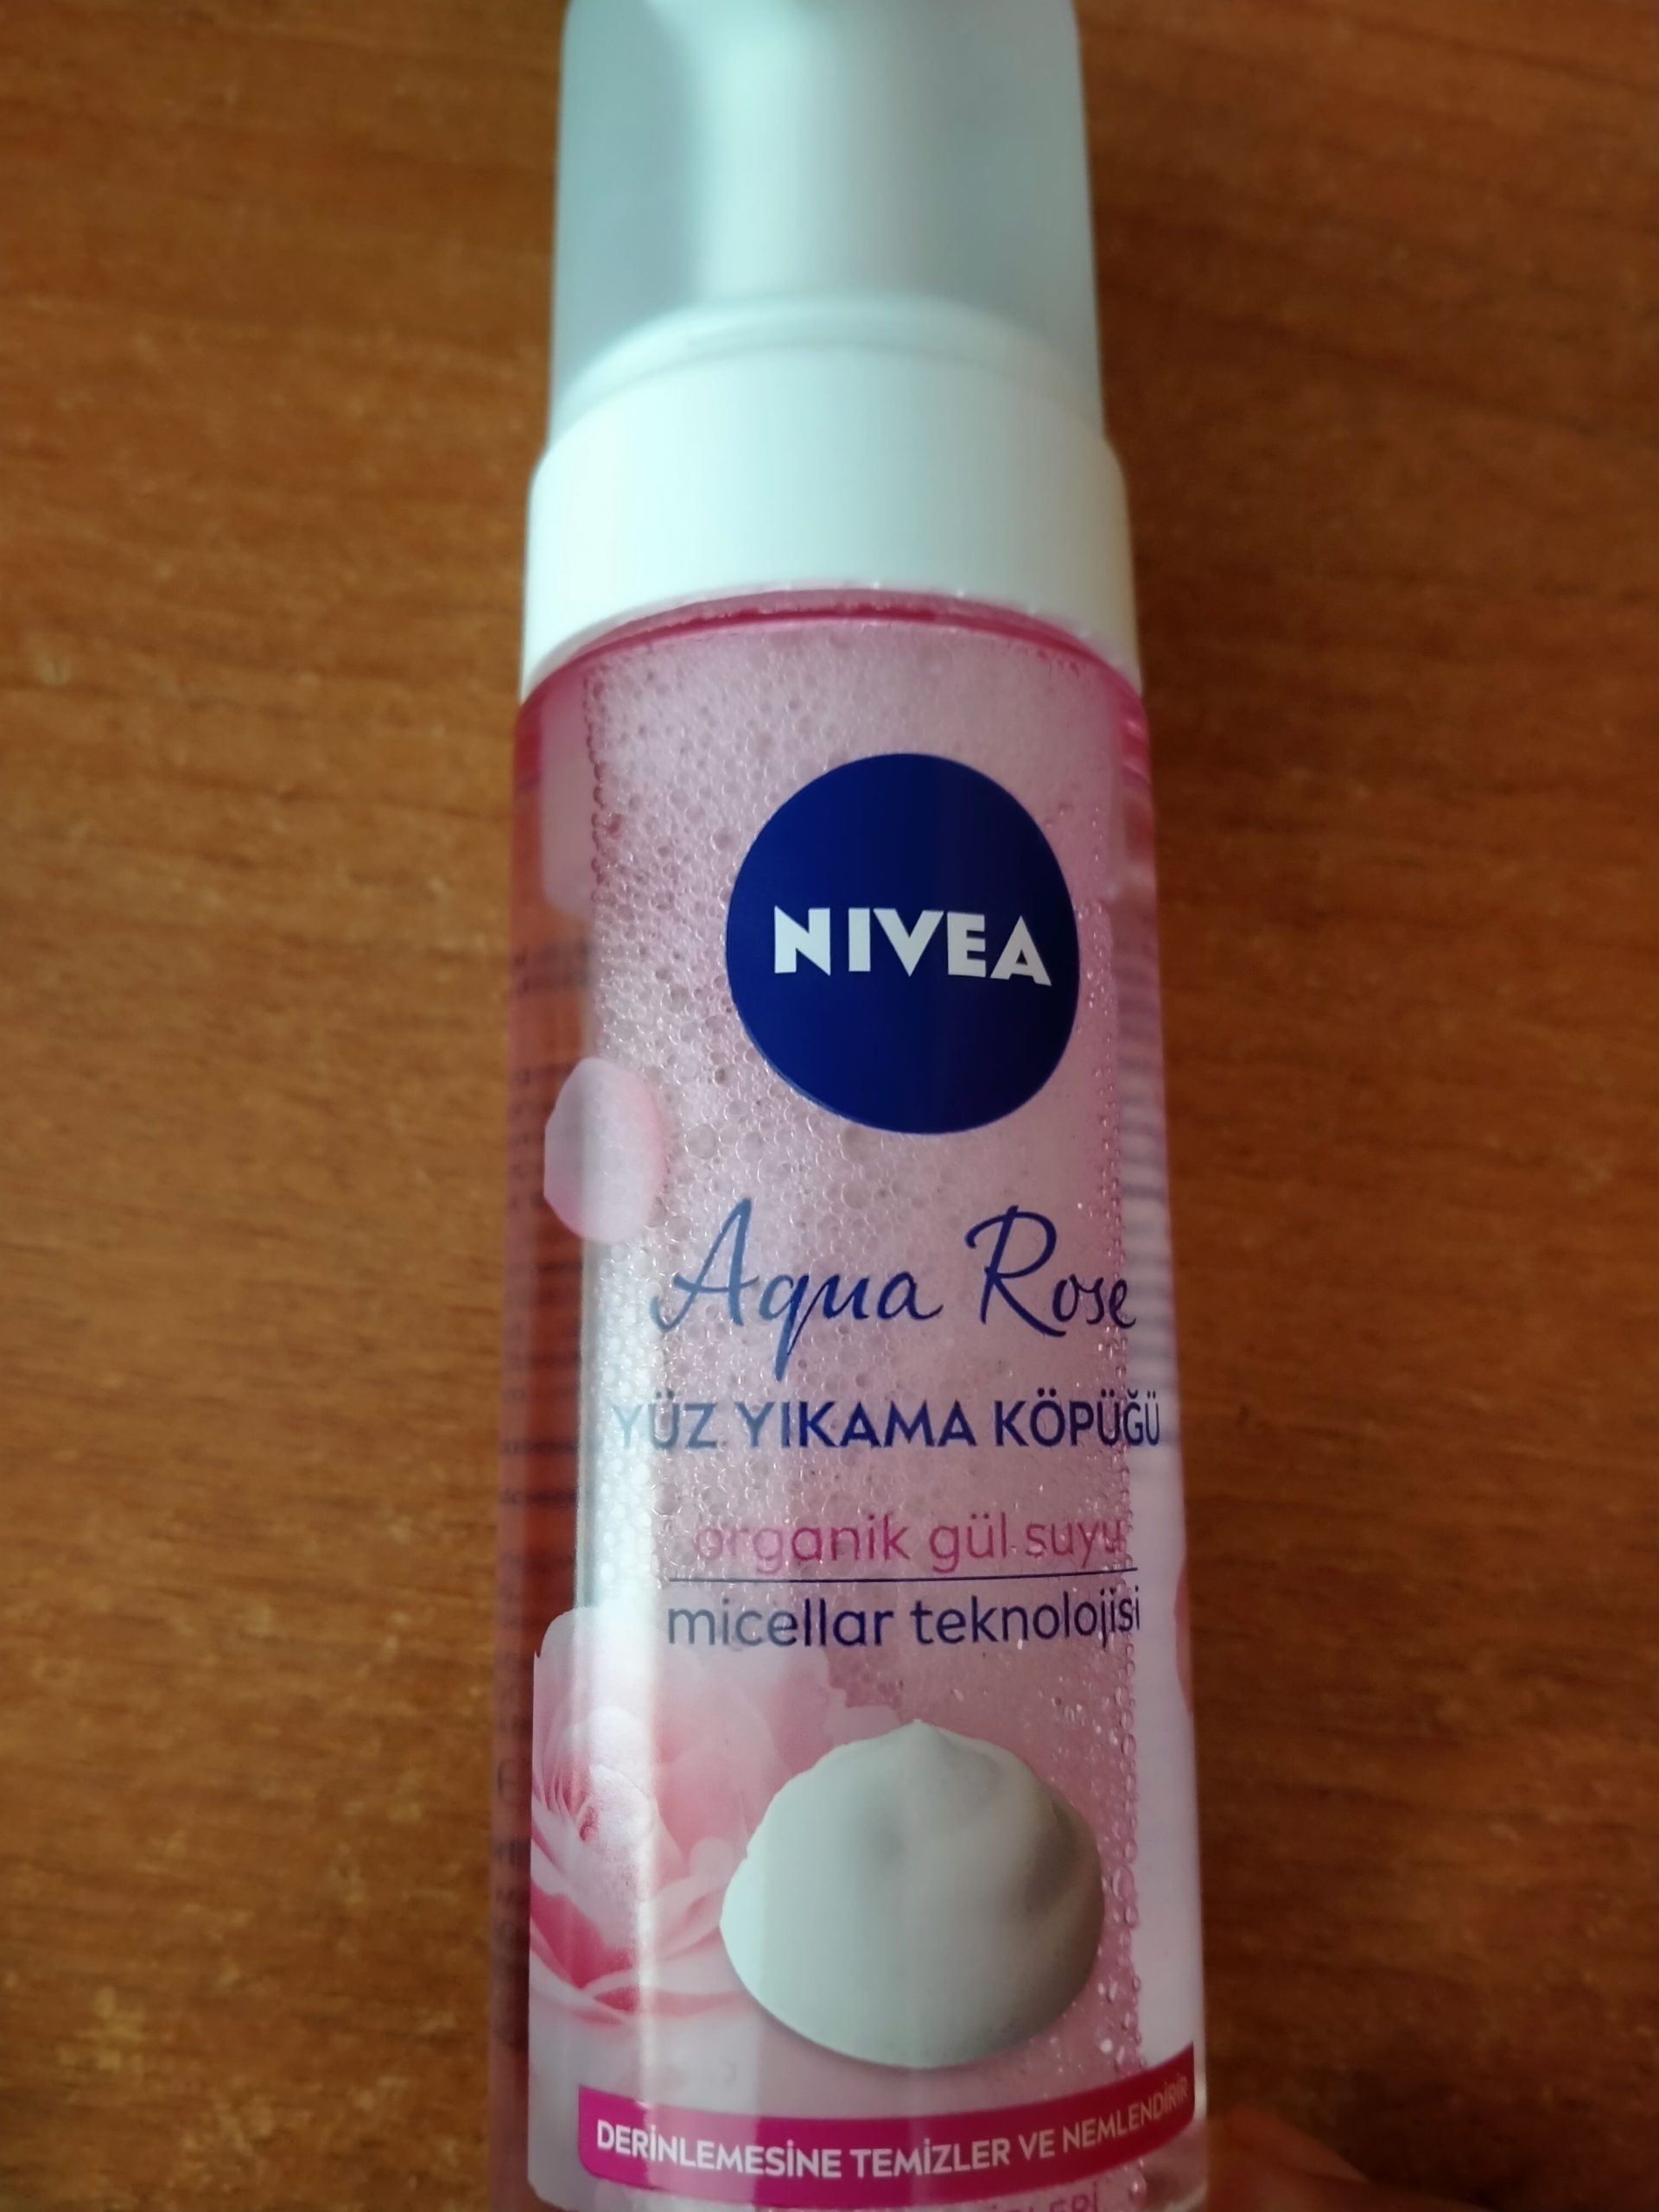 NIVEA
Aqua Rose
YÜZ YIKAMA KÖPÜĞÜ
organik gül suyu
micellar teknolojisi
DERİNLEMESİNE TEMİZLER VE NEMLENDİRİR